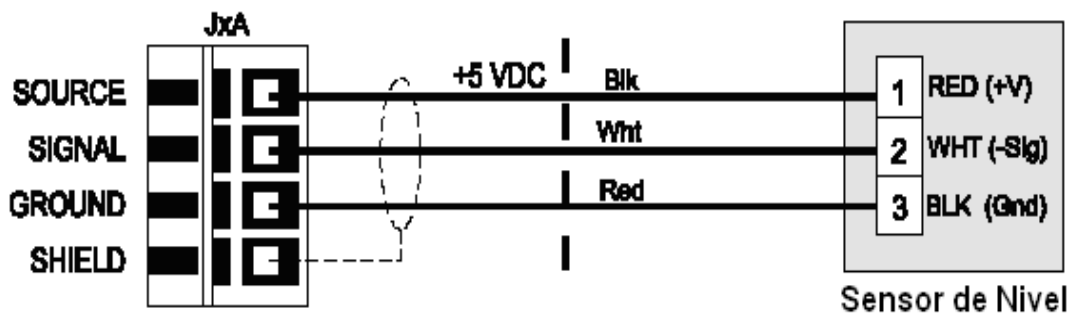 JxA
SOURCE +5 VDC Blk 1 RED (+V)
SIGNAL Wht 2 WHT (-Sig)
GROUND Red 3 BLK (Gnd)
SHIELD
Sensor de Nivel